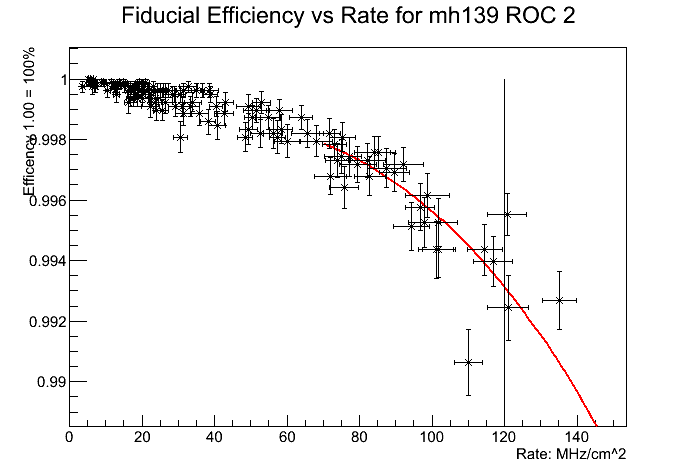 Fiducial Efficiency vs Rate for mh139 ROC 2
Efficency 1.00 = 100%
1
0.998
0.996
0.994
0.992
0.99
0 20 40 60 80 100 120 140
Rate: MHz/cm^2